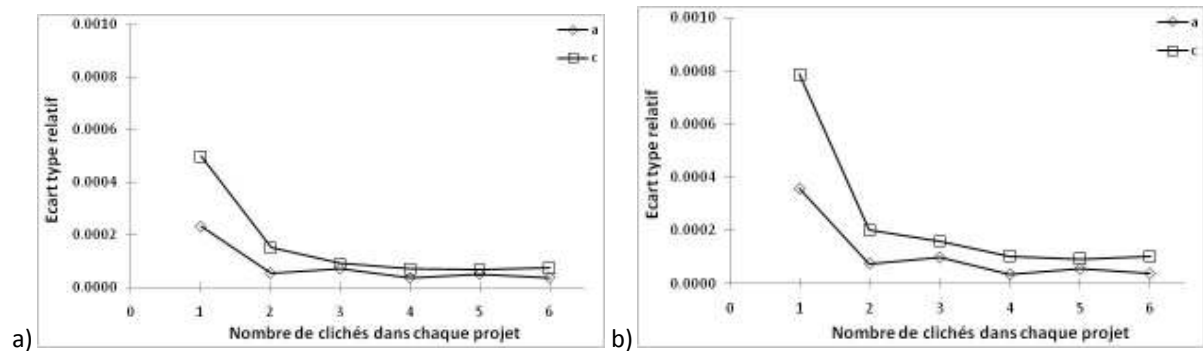 a)
0.0010
0.0008
0.0006
0.0004
0.0002
0.0000
0 1 2 3 4 5 6
Ecart type relatif
Nombre de clichés dans chaque projet
a
c
b)
0.0010
0.0008
0.0006
0.0004
0.0002
0.0000
0 1 2 3 4 5 6
Ecart type relatif
Nombre de clichés dans chaque projet
a
c